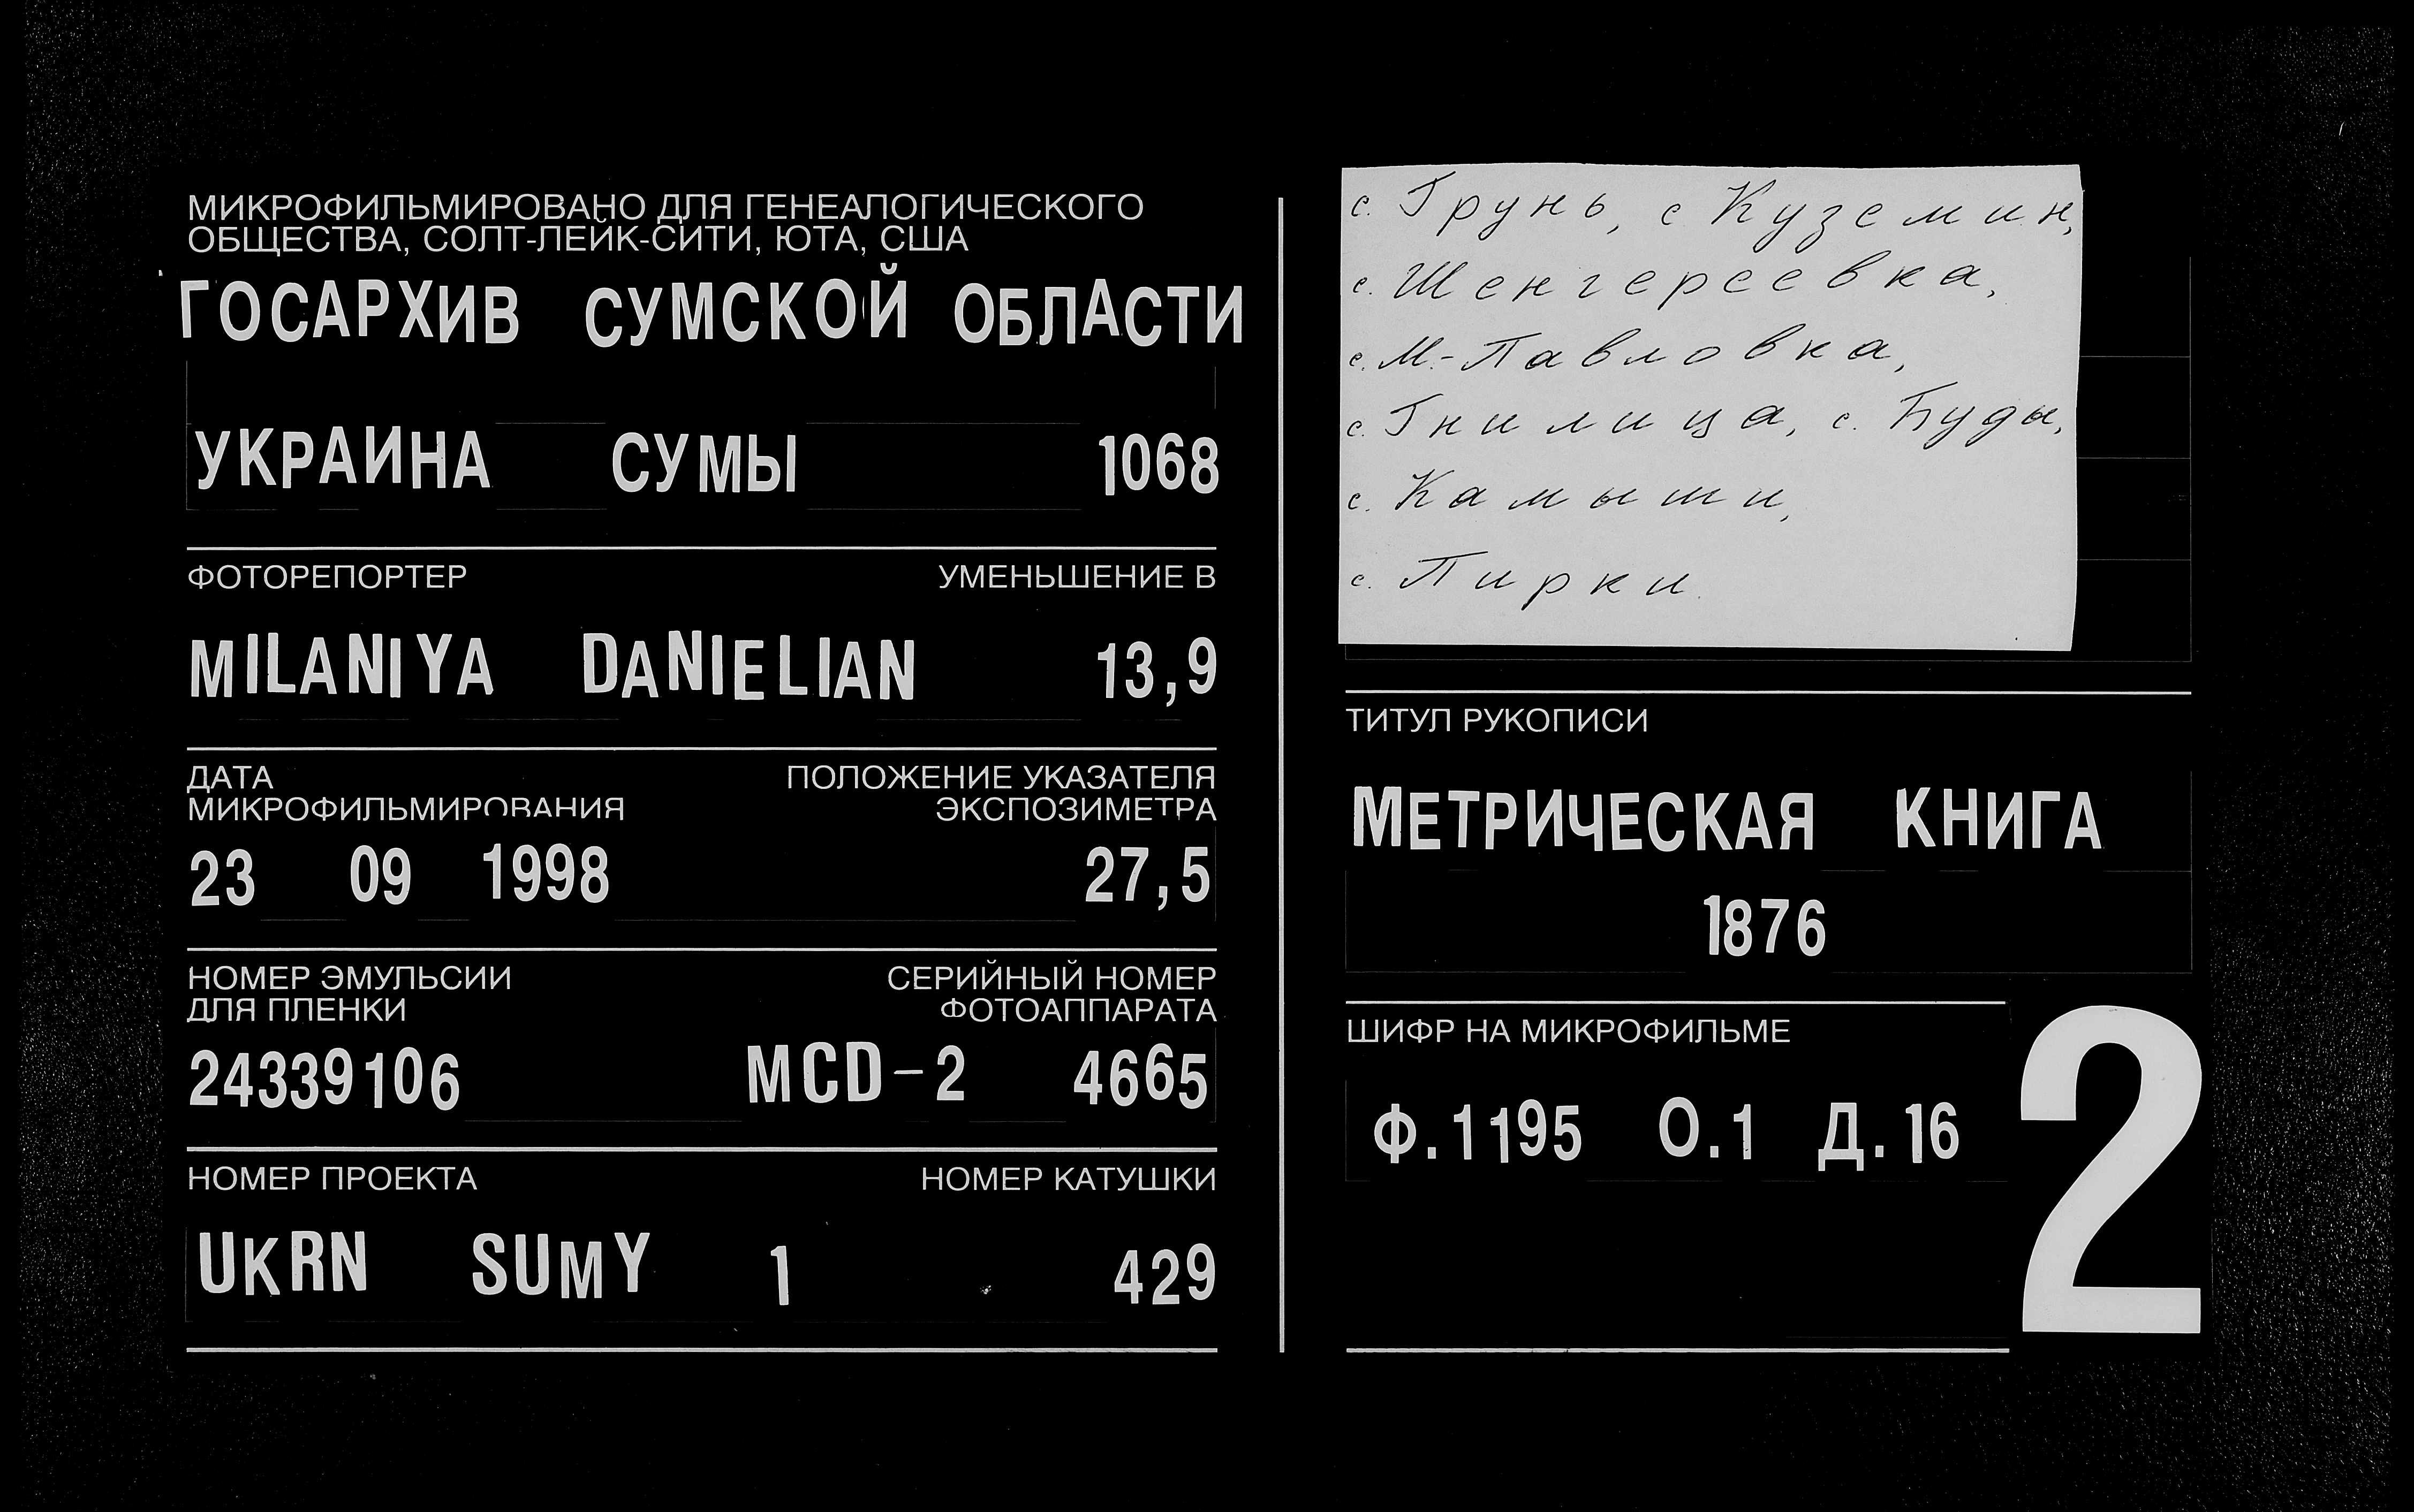 МИКРОФИЛЬМИРОВАНО ДЛЯ ГЕНЕАЛОГИЧЕСКОГО
ОБЩЕСТВА, СОЛТ-ЛЕЙК-СИТИ, ЮТА, США
ГОСАРХИВ СУМСКОЙ ОБЛАСТИ
УКРАИНА СУМЫ 1068
ФОТОРЕПОРТЕР УМЕНЬШЕНИЕ В
MILANIYA DANIELIAN 13,9
ДАТА ПОЛОЖЕНИЕ УКАЗАТЕЛЯ
МИКРОФИЛЬМИРОВАНИЯ ЭКСПОЗИМЕТРА
23 09 1998 27,5
НОМЕР ЭМУЛЬСИИ СЕРИЙНЫЙ НОМЕР
ДЛЯ ПЛЕНКИ ФОТОАППАРАТА
24339106 MCD-2 4665
НОМЕР ПРОЕКТА НОМЕР КАТУШКИ
UKRN SUMY 1 429
с. Грунь, с Куземин,
с. Шенгереевка,
с. М.-Павловка,
с. Гнилица, с. Буды,
с. Камыши,
с. Пирки.
ТИТУЛ РУКОПИСИ
МЕТРИЧЕСКАЯ КНИГА
1876
ШИФР НА МИКРОФИЛЬМЕ
Ф.1195 О.1 Д.16
2